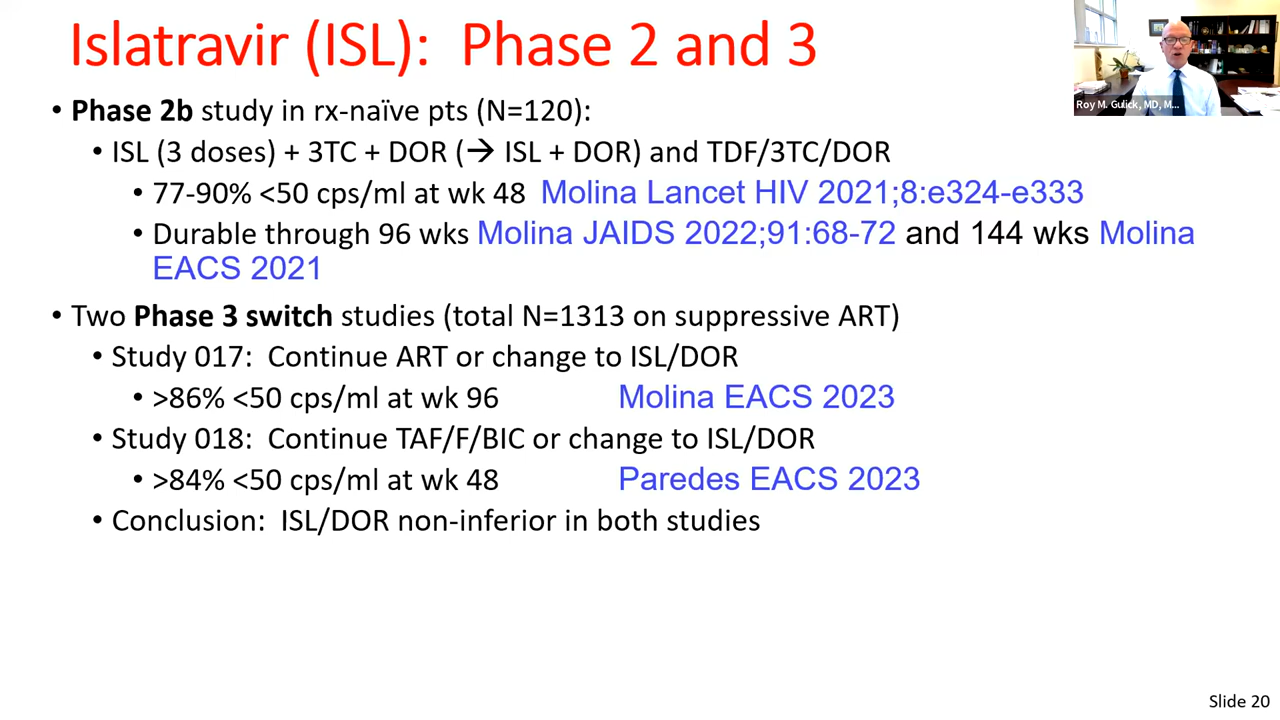 Islatravir (ISL):  Phase 2 and 3
Roy M. Gulick, MD, M...
• Phase 2b study in rx-naïve pts (N=120):
• ISL (3 doses) + 3TC + DOR (→ ISL + DOR) and TDF/3TC/DOR
• 77-90% <50 cps/ml at wk 48  Molina Lancet HIV 2021;8:e324-e333
• Durable through 96 wks Molina JAIDS 2022;91:68-72 and 144 wks Molina
EACS 2021
• Two Phase 3 switch studies (total N=1313 on suppressive ART)
• Study 017:  Continue ART or change to ISL/DOR
• >86% <50 cps/ml at wk 96 Molina EACS 2023
• Study 018:  Continue TAF/F/BIC or change to ISL/DOR
• >84% <50 cps/ml at wk 48 Paredes EACS 2023
• Conclusion:  ISL/DOR non-inferior in both studies
Slide 20